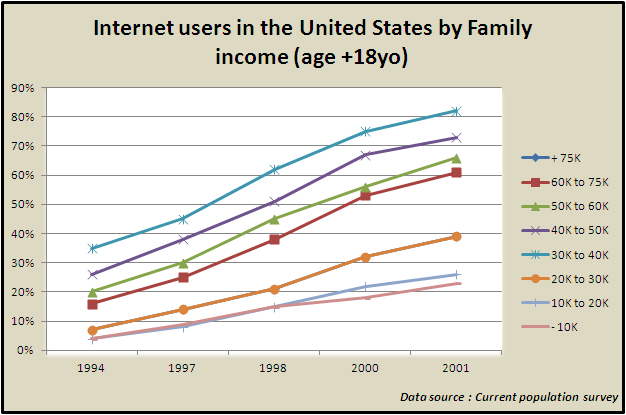 Internet users in the United States by Family
income (age +18yo)
90%
80%
70%
60%
50%
40%
30%
20%
10%
0%
1994 1997 1998 2000 2001
+ 75K
60K to 75K
50K to 60K
40K to 50K
30K to 40K
20K to 30K
10K to 20K
- 10K
Data source : Current population survey